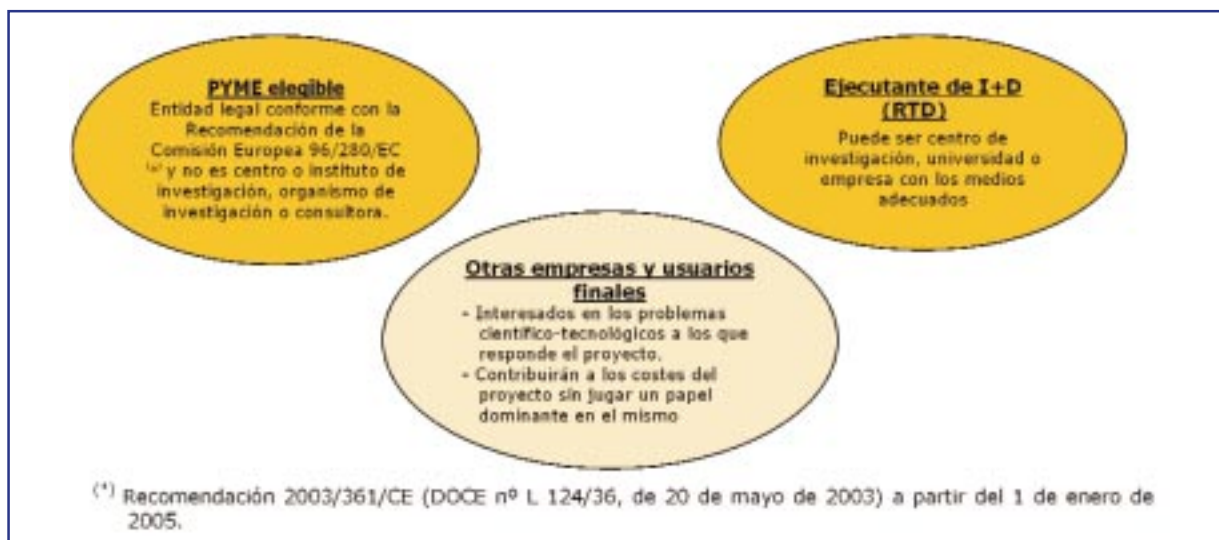 PYME elegible
Entidad legal conforme con la
Recomendación de la
Comisión Europea 96/280/EC
(*) y no es centro o instituto de
investigación, organismo de
investigación o consultora.
Ejecutante de I+D
(RTD)
Puede ser centro de
investigación, universidad o
empresa con los medios
adecuados
Otras empresas y usuarios
finales
- Interesados en los problemas
científico-tecnológicos a los que
responde el proyecto.
- Contribuirán a los costes del
proyecto sin jugar un papel
dominante en el mismo
(*) Recomendación 2003/361/CE (DOCE nº L 124/36, de 20 de mayo de 2003) a partir del 1 de enero de
2005.